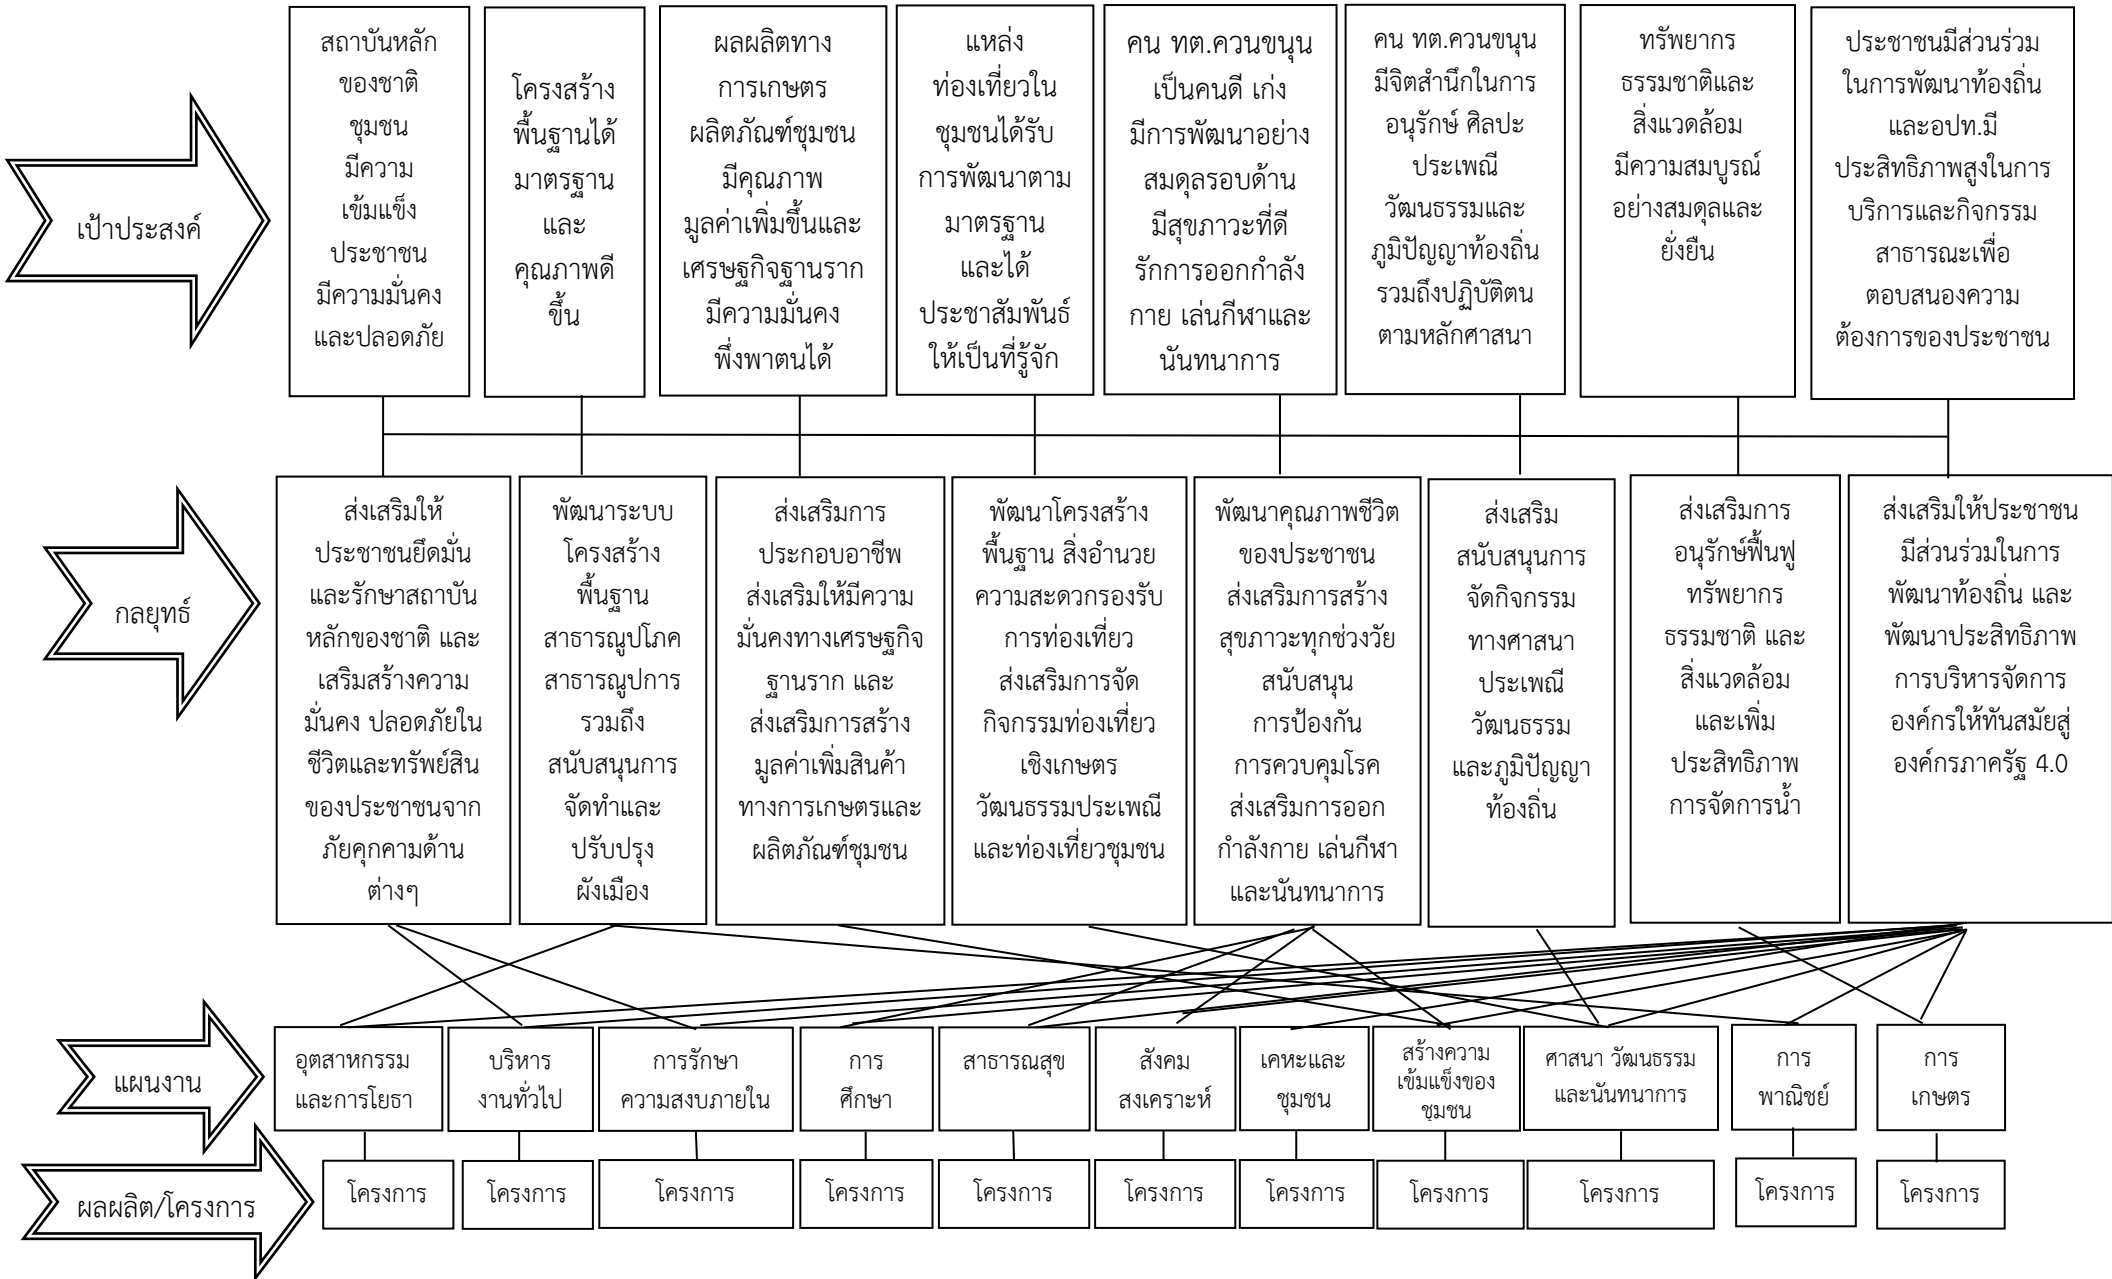 เป้าประสงค์
สถาบันหลัก
ของชาติ
ชุมชน
มีความ
เข้มแข็ง
ประชาชน
มีความมั่นคง
และปลอดภัย
โครงสร้าง
พื้นฐานได้
มาตรฐาน
และ
คุณภาพดี
ขึ้น
ผลผลิตทาง
การเกษตร
ผลิตภัณฑ์ชุมชน
มีคุณภาพ
มูลค่าเพิ่มขึ้นและ
เศรษฐกิจฐานราก
มีความมั่นคง
พึ่งพาตนได้
แหล่ง
ท่องเที่ยวใน
ชุมชนได้รับ
การพัฒนาตาม
มาตรฐาน
และได้
ประชาสัมพันธ์
ให้เป็นที่รู้จัก
คน ทต.ควนขนุน
เป็นคนดี เก่ง
มีการพัฒนาอย่าง
สมดุลรอบด้าน
มีสุขภาวะที่ดี
รักการออกกำลัง
กาย เล่นกีฬาและ
นันทนาการ
คน ทต.ควนขนุน
มีจิตสำนึกในการ
อนุรักษ์ ศิลปะ
ประเพณี
วัฒนธรรมและ
ภูมิปัญญาท้องถิ่น
รวมถึงปฏิบัติตน
ตามหลักศาสนา
ทรัพยากร
ธรรมชาติและ
สิ่งแวดล้อม
มีความสมบูรณ์
อย่างสมดุลและ
ยั่งยืน
ประชาชนมีส่วนร่วม
ในการพัฒนาท้องถิ่น
และอปท.มี
ประสิทธิภาพสูงในการ
บริการและกิจกรรม
สาธารณะเพื่อ
ตอบสนองความ
ต้องการของประชาชน
กลยุทธ์
ส่งเสริมให้
ประชาชนยึดมั่น
และรักษาสถาบัน
หลักของชาติ และ
เสริมสร้างความ
มั่นคง ปลอดภัยใน
ชีวิตและทรัพย์สิน
ของประชาชนจาก
ภัยคุกคามด้าน
ต่างๆ
พัฒนาระบบ
โครงสร้าง
พื้นฐาน
สาธารณูปโภค
สาธารณูปการ
รวมถึง
สนับสนุนการ
จัดทำและ
ปรับปรุง
ผังเมือง
ส่งเสริมการ
ประกอบอาชีพ
ส่งเสริมให้มีความ
มั่นคงทางเศรษฐกิจ
ฐานราก และ
ส่งเสริมการสร้าง
มูลค่าเพิ่มสินค้า
ทางการเกษตรและ
ผลิตภัณฑ์ชุมชน
พัฒนาโครงสร้าง
พื้นฐาน สิ่งอำนวย
ความสะดวกรองรับ
การท่องเที่ยว
ส่งเสริมการจัด
กิจกรรมท่องเที่ยว
เชิงเกษตร
วัฒนธรรมประเพณี
และท่องเที่ยวชุมชน
พัฒนาคุณภาพชีวิต
ของประชาชน
ส่งเสริมการสร้าง
สุขภาวะทุกช่วงวัย
สนับสนุน
การป้องกัน
การควบคุมโรค
ส่งเสริมการออก
กำลังกาย เล่นกีฬา
และนันทนาการ
ส่งเสริม
สนับสนุนการ
จัดกิจกรรม
ทางศาสนา
ประเพณี
วัฒนธรรม
และภูมิปัญญา
ท้องถิ่น
ส่งเสริมการ
อนุรักษ์ฟื้นฟู
ทรัพยากร
ธรรมชาติ และ
สิ่งแวดล้อม
และเพิ่ม
ประสิทธิภาพ
การจัดการน้ำ
ส่งเสริมให้ประชาชน
มีส่วนร่วมในการ
พัฒนาท้องถิ่น และ
พัฒนาประสิทธิภาพ
การบริหารจัดการ
องค์กรให้ทันสมัยสู่
องค์กรภาครัฐ 4.0
แผนงาน
อุตสาหกรรม
และการโยธา
บริหาร
งานทั่วไป
การรักษา
ความสงบภายใน
การ
ศึกษา
สาธารณสุข
สังคม
สงเคราะห์
เคหะและ
ชุมชน
สร้างความ
เข้มแข็งของ
ชุมชน
ศาสนา วัฒนธรรม
และนันทนาการ
การ
พาณิชย์
การ
เกษตร
ผลผลิต/โครงการ
โครงการ
โครงการ
โครงการ
โครงการ
โครงการ
โครงการ
โครงการ
โครงการ
โครงการ
โครงการ
โครงการ